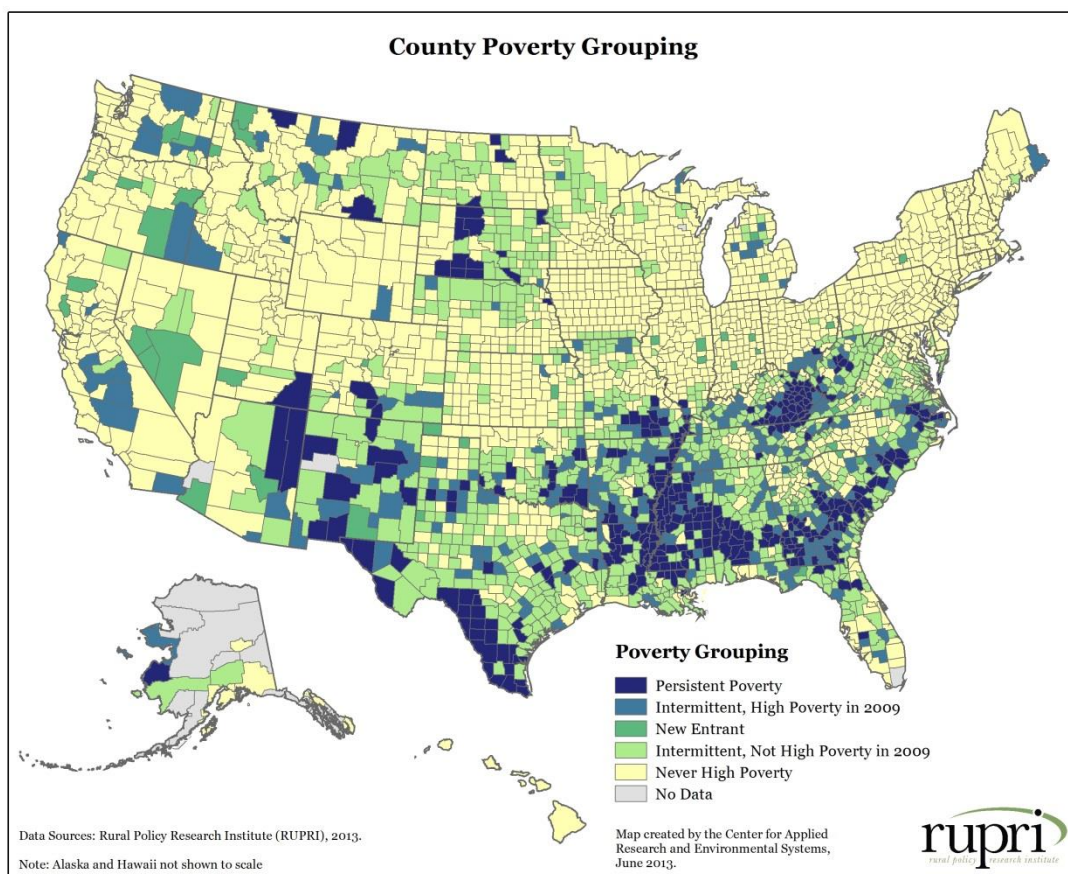 County Poverty Grouping
Poverty Grouping
Persistent Poverty
Intermittent, High Poverty in 2009
New Entrant
Intermittent, Not High Poverty in 2009
Never High Poverty
No Data
Data Sources: Rural Policy Research Institute (RUPRI), 2013.
Note: Alaska and Hawaii not shown to scale
Map created by the Center for Applied
Research and Environmental Systems,
June 2013.
rupri
rural policy research institute